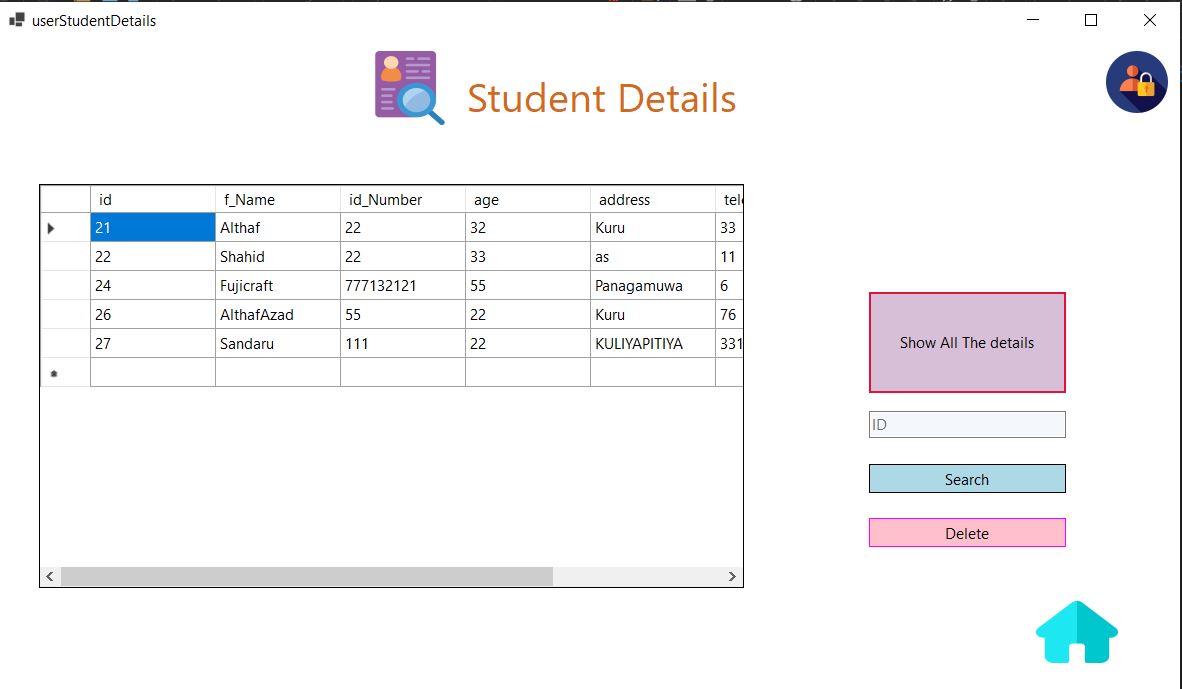 userStudentDetails
Student Details
id f_Name id_Number age address
21 Althaf 22 32 Kuru 33
22 Shahid 22 33 as 11
24 Fujicraft 777132121 55 Panagamuwa 6
26 AlthafAzad 55 22 Kuru 76
27 Sandaru 111 22 KULIYAPITIYA 331
Show All The details
ID
Search
Delete